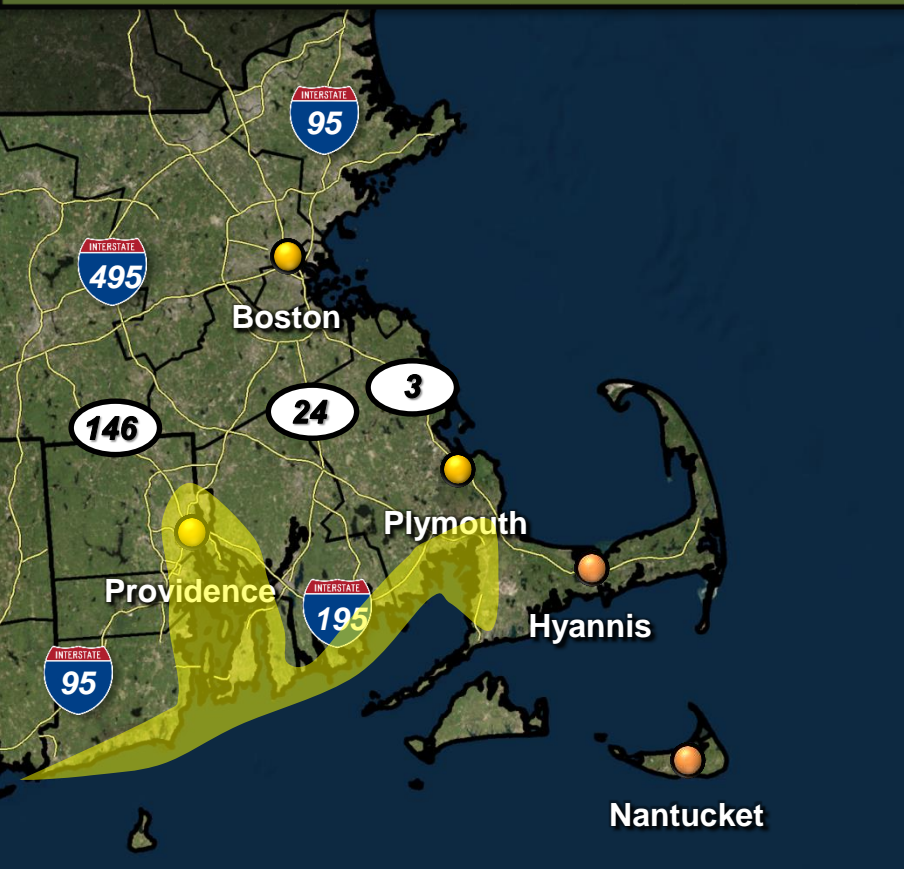 INTERSTATE
95
INTERSTATE
495
Boston
3
24
146
Plymouth
Providence
INTERSTATE
195
Hyannis
INTERSTATE
95
Nantucket